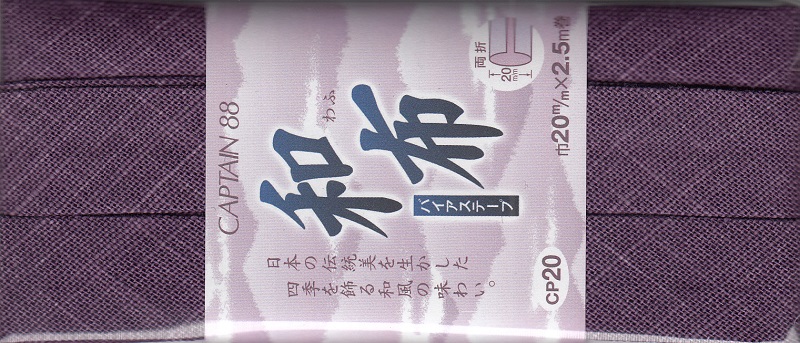 CAPTAIN 88
わふ
和布
バイアステープ
日本の伝統美を生かした
四季を飾る和風の味わい。
両折
20
mm
巾20m/m×2.5m巻
CP20